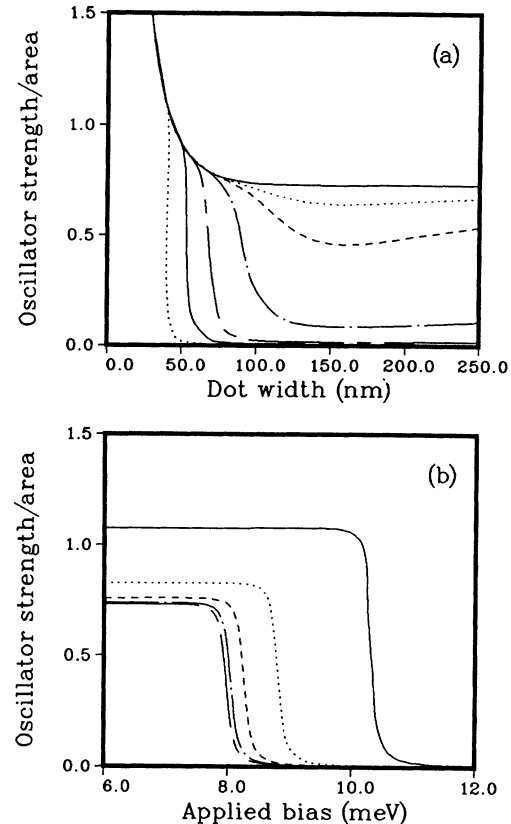 1.5
(a)
1.0
0.5
0.0
Oscillator strength/area
0.0 50.0 100.0 150.0 200.0 250.0
Dot width (nm)
1.5
(b)
1.0
0.5
0.0
Oscillator strength/area
6.0 8.0 10.0 12.0
Applied bias (meV)